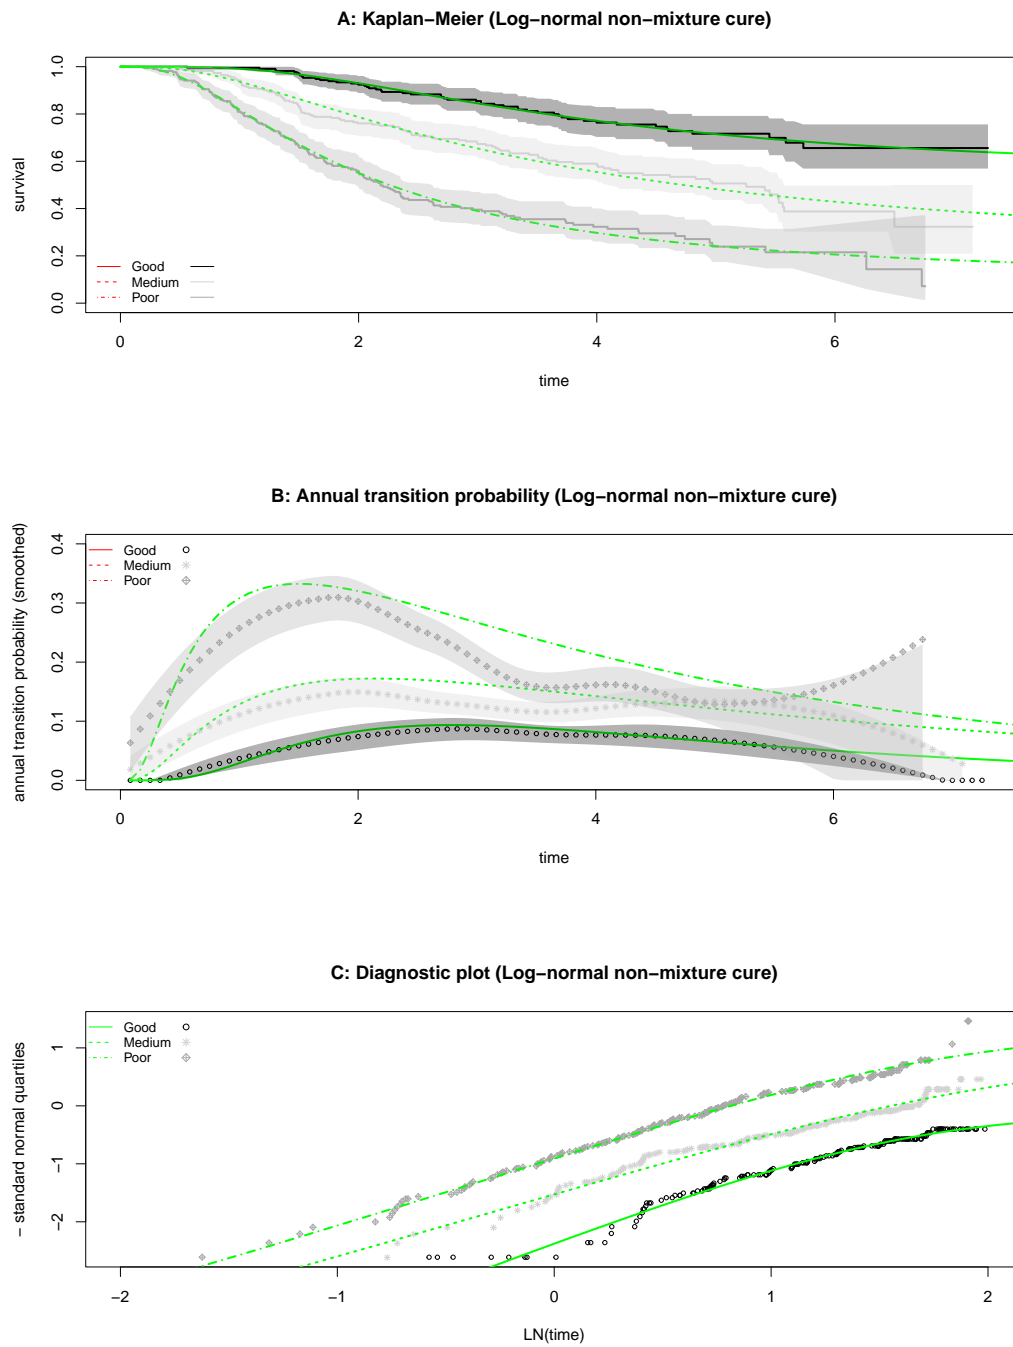 A: Kaplan−Meier (Log−normal non−mixture cure)
survival
1.0
0.8
0.6
0.4
0.2
0.0
Good
Medium
Poor
0 2 4 6
time
B: Annual transition probability (Log−normal non−mixture cure)
annual transition probability (smoothed)
0.4
0.3
0.2
0.1
0.0
Good
Medium
Poor
0 2 4 6
time
C: Diagnostic plot (Log−normal non−mixture cure)
− standard normal quartiles
1
0
−1
−2
Good
Medium
Poor
−2 −1 0 1 2
LN(time)